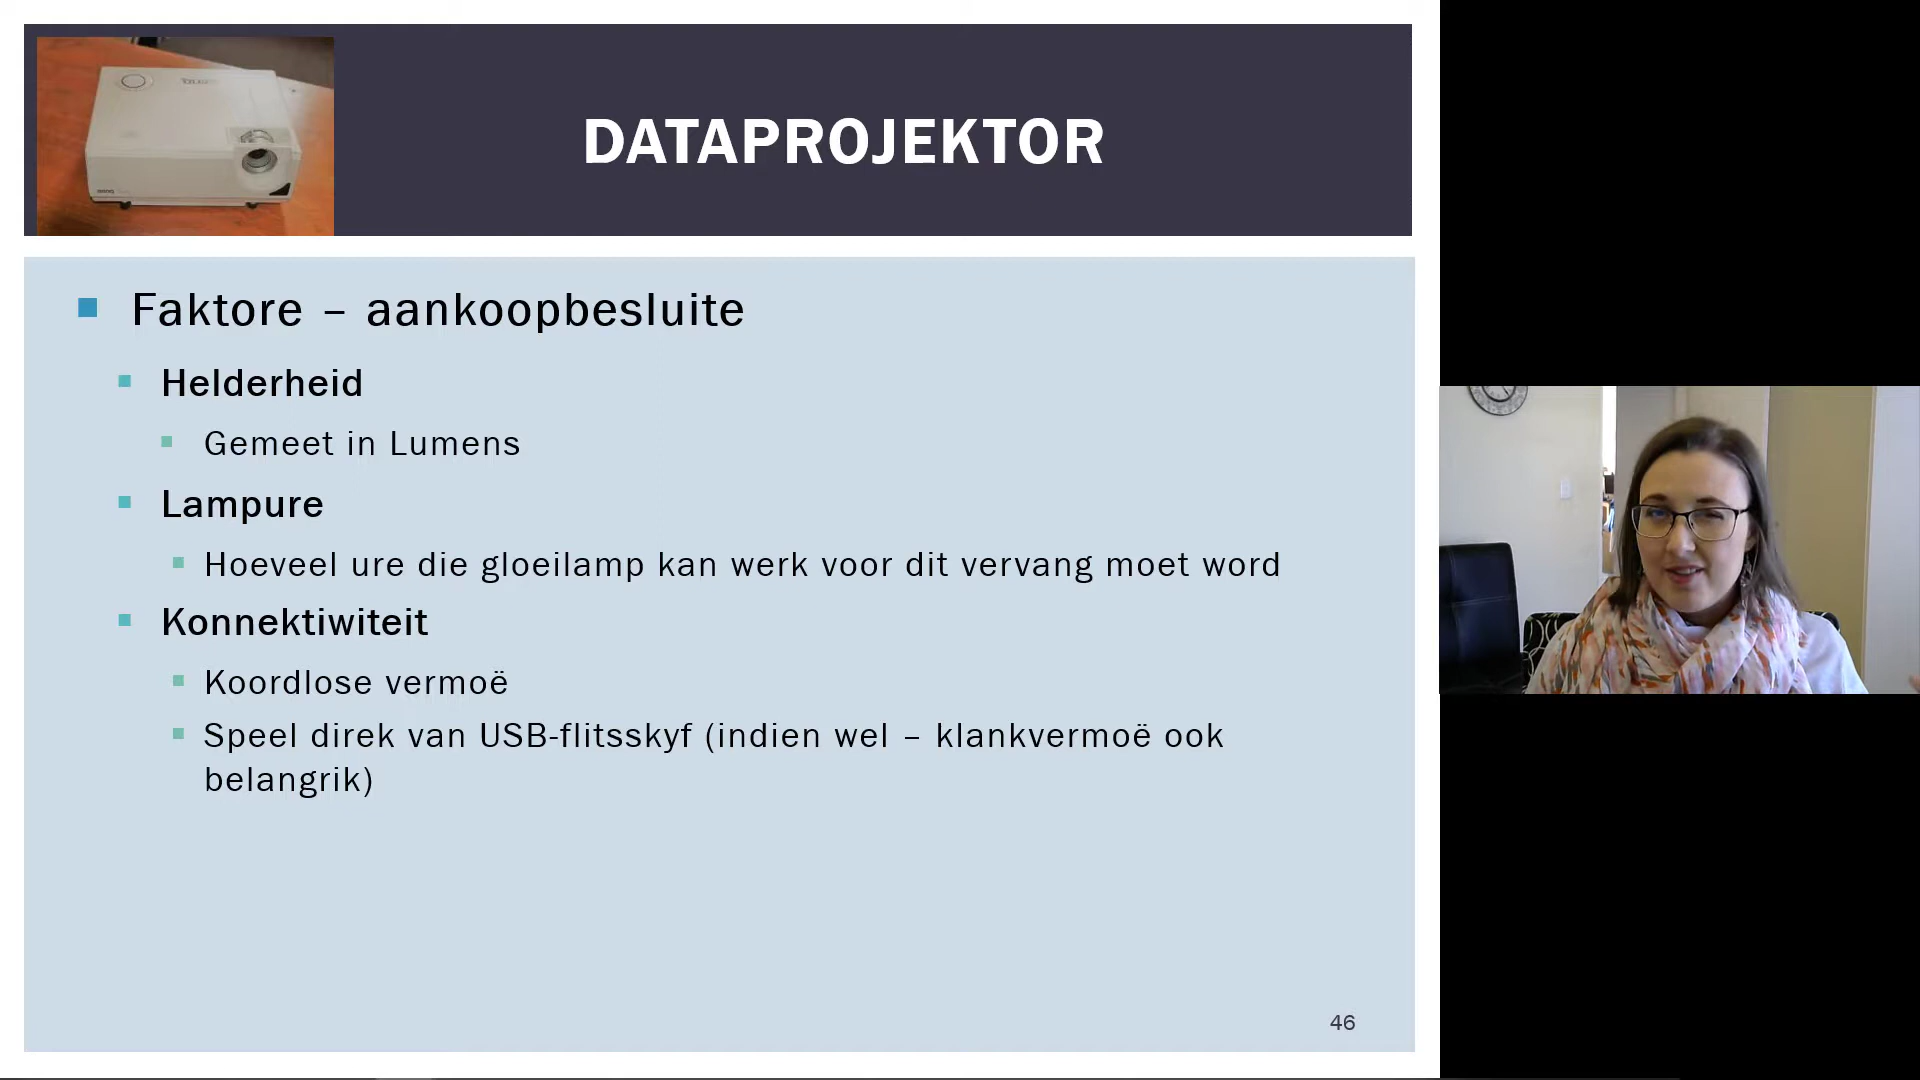 DATAPROJEKTOR
Faktore – aankoopbesluite
Helderheid
Gemeet in Lumens
Lampure
Hoeveel ure die gloeilamp kan werk voor dit vervang moet word
Konnektiwiteit
Koordlose vermoë
Speel direk van USB-flitsskyf (indien wel – klankvermoë ook
belangrik)
46